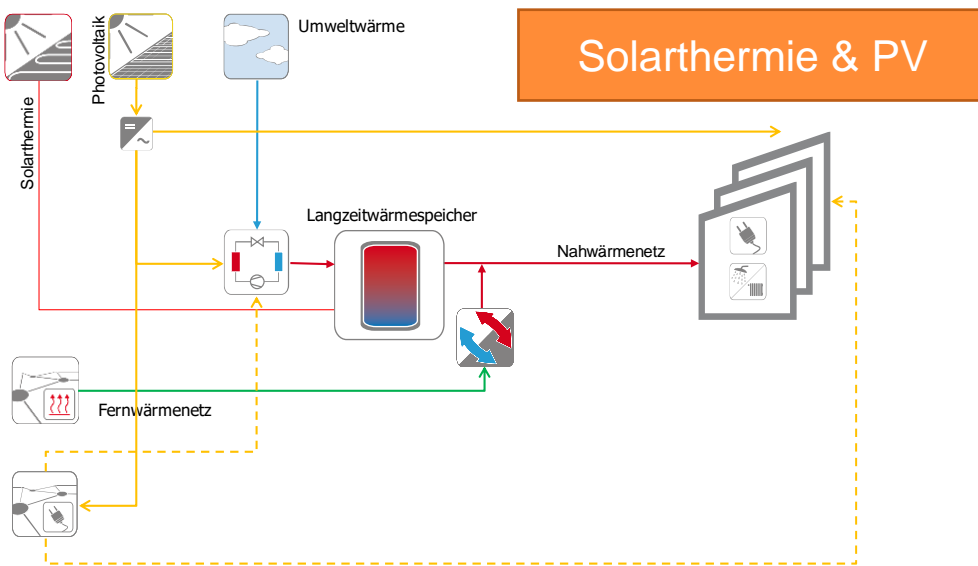 Solarthermie & PV
Umweltwärme
Photovoltaik
Solarthermie
Langzeitwärmespeicher
Nahwärmenetz
Fernwärmenetz